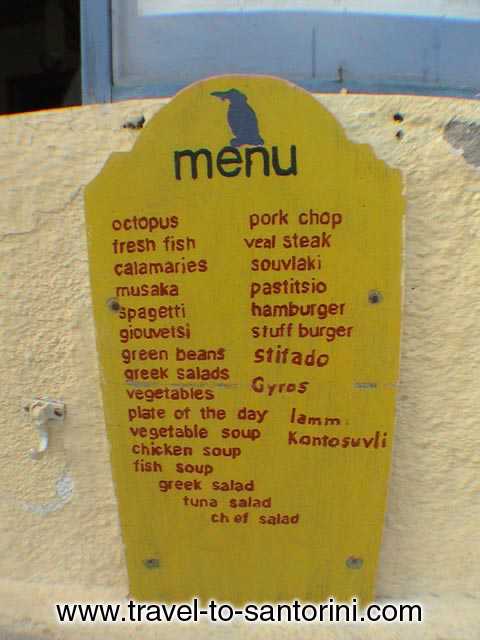 menu
octopus
fresh fish
calamaries
musaka
spagetti
giouvetsi
green beans
greek salads
vegetables
plate of the day
vegetable soup
chicken soup
fish soup
greek salad
tuna salad
chef salad
pork chop
veal steak
souvlaki
pastitsio
hamburger
stuff burger
stifado
Gyros
lamm.
Kontosuvli
www.travel-to-santorini.com